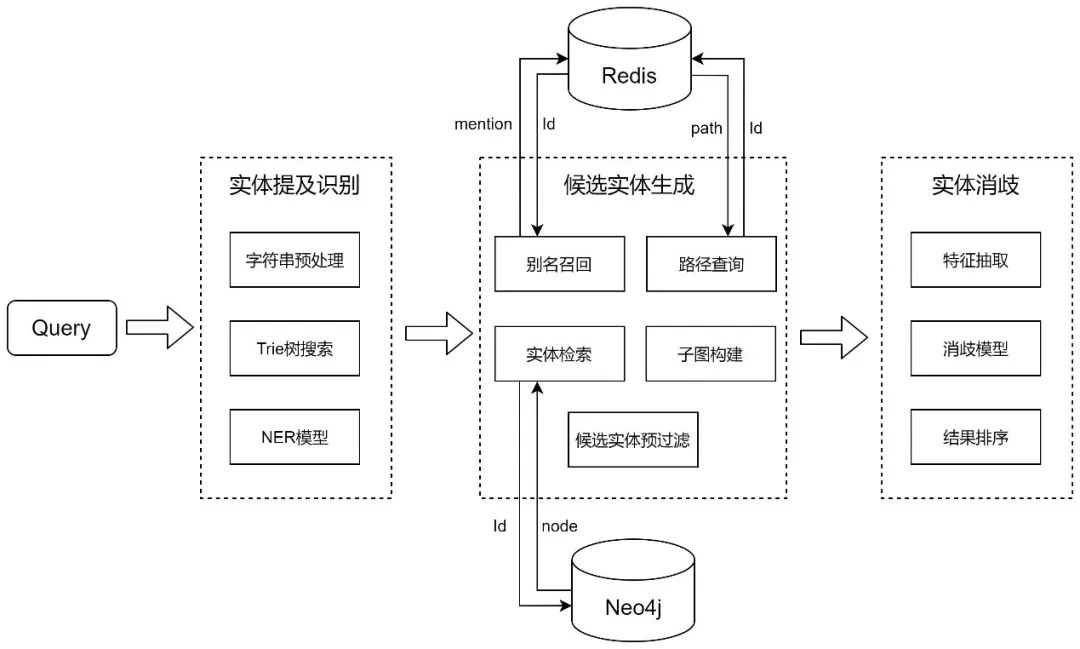 Redis
mention
Id
path
Id
实体提及识别
候选实体生成
实体消歧
字符串预处理
别名召回
路径查询
特征抽取
Query
Trie树搜索
实体检索
子图构建
消歧模型
NER模型
候选实体预过滤
结果排序
Id
node
Neo4j